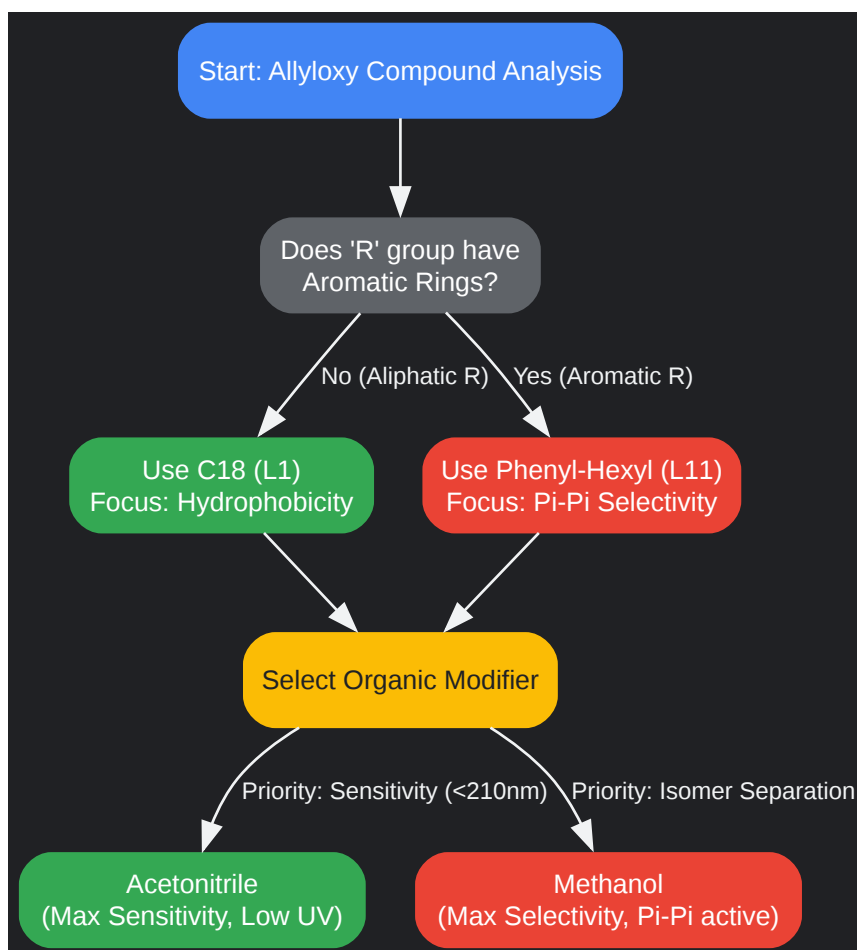 Start: Allyloxy Compound Analysis
Does 'R' group have
Aromatic Rings?
No (Aliphatic R)
Yes (Aromatic R)
Use C18 (L1)
Focus: Hydrophobicity
Use Phenyl-Hexyl (L11)
Focus: Pi-Pi Selectivity
Select Organic Modifier
Priority: Sensitivity (<210nm)
Priority: Isomer Separation
Acetonitrile
(Max Sensitivity, Low UV)
Methanol
(Max Selectivity, Pi-Pi active)